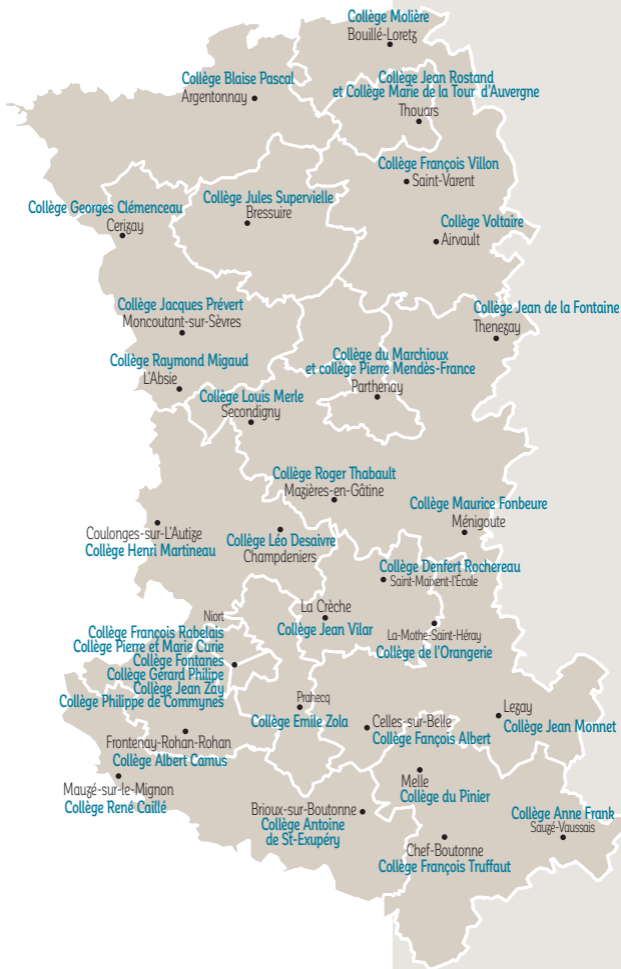 Collège Molière
Bouillé-Loretz
Collège Blaise Pascal
Argentonnay
Collège Jean Rostand
et Collège Marie de la Tour d'Auvergne
Thouars
Collège François Villon
Saint-Varent
Collège Georges Clémenceau
Cerizay
Collège Jules Supervielle
Bressuire
Collège Voltaire
Airvault
Collège Jacques Prévert
Moncoutant-sur-Sèvres
Collège Jean de la Fontaine
Thenezay
Collège Raymond Migaud
L'Absie
Collège du Marchioux
et collège Pierre Mendès-France
Parthenay
Collège Louis Merle
Secondigny
Collège Roger Thabault
Mazières-en-Gâtine
Collège Maurice Fonbeure
Ménigoute
Coulonges-sur-L'Autize
Collège Henri Martineau
Collège Léo Desaivre
Champdeniers
Collège Denfert Rochereau
Saint-Maixent-l'École
La Crèche
Collège Jean Vilar
La-Mothe-Saint-Héray
Collège de l'Orangerie
Niort
Collège François Rabelais
Collège Pierre et Marie Curie
Collège Fontanes
Collège Gérard Philipe
Collège Jean Zay
Collège Philippe de Commynes
Prahecq
Collège Emile Zola
Celles-sur-Belle
Collège Fançois Albert
Lezay
Collège Jean Monnet
Frontenay-Rohan-Rohan
Collège Albert Camus
Mauzé-sur-le-Mignon
Collège René Caillé
Melle
Collège du Pinier
Brioux-sur-Boutonne
Collège Antoine
de St-Exupéry
Collège Anne Frank
Sauzé-Vaussais
Chef-Boutonne
Collège François Truffaut